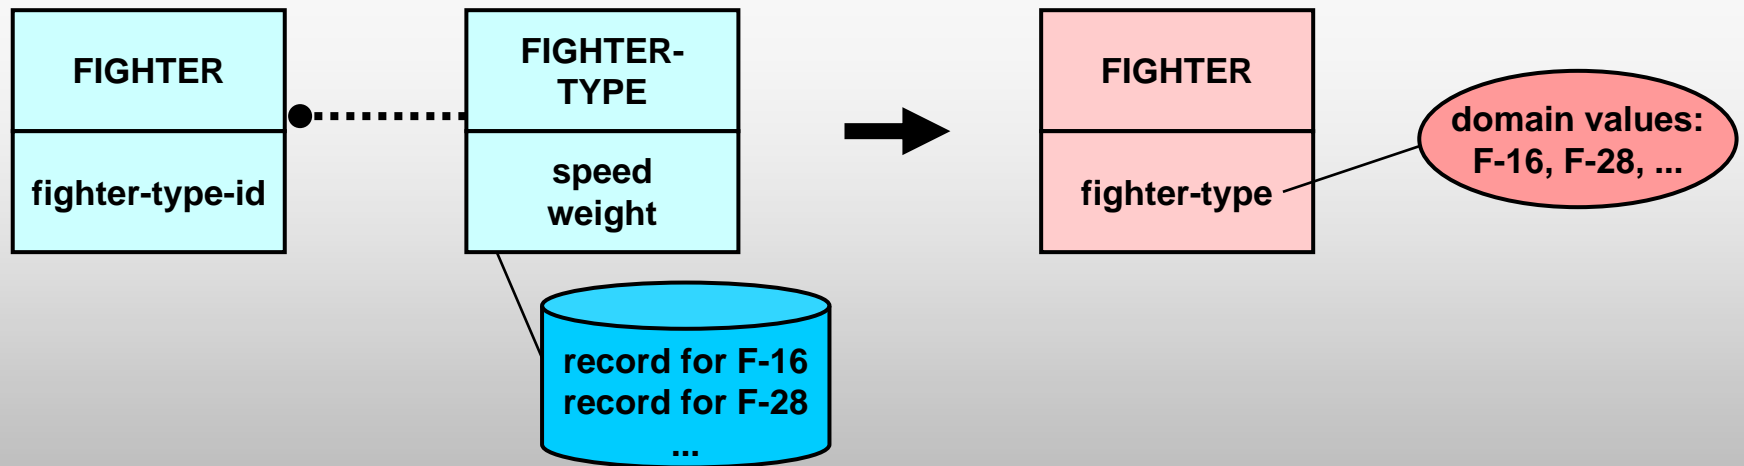 FIGHTER
fighter-type-id
FIGHTER-
TYPE
speed
weight
record for F-16
record for F-28
...
FIGHTER
fighter-type
domain values:
F-16, F-28, ...